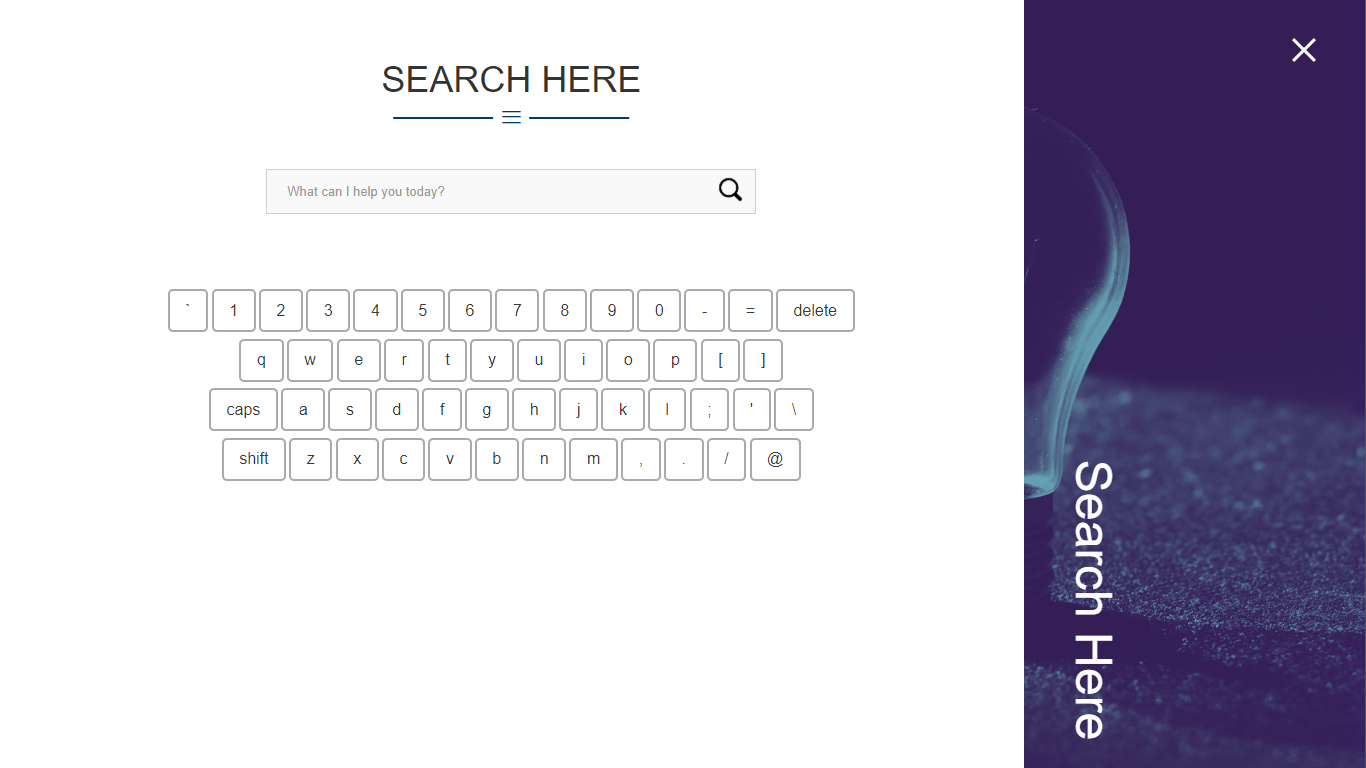 SEARCH HERE
What can I help you today?
` 1 2 3 4 5 6 7 8 9 0 - = delete
q w e r t y u i o p [ ]
caps a s d f g h j k l ; ' \
shift z x c v b n m , . / @
Search Here